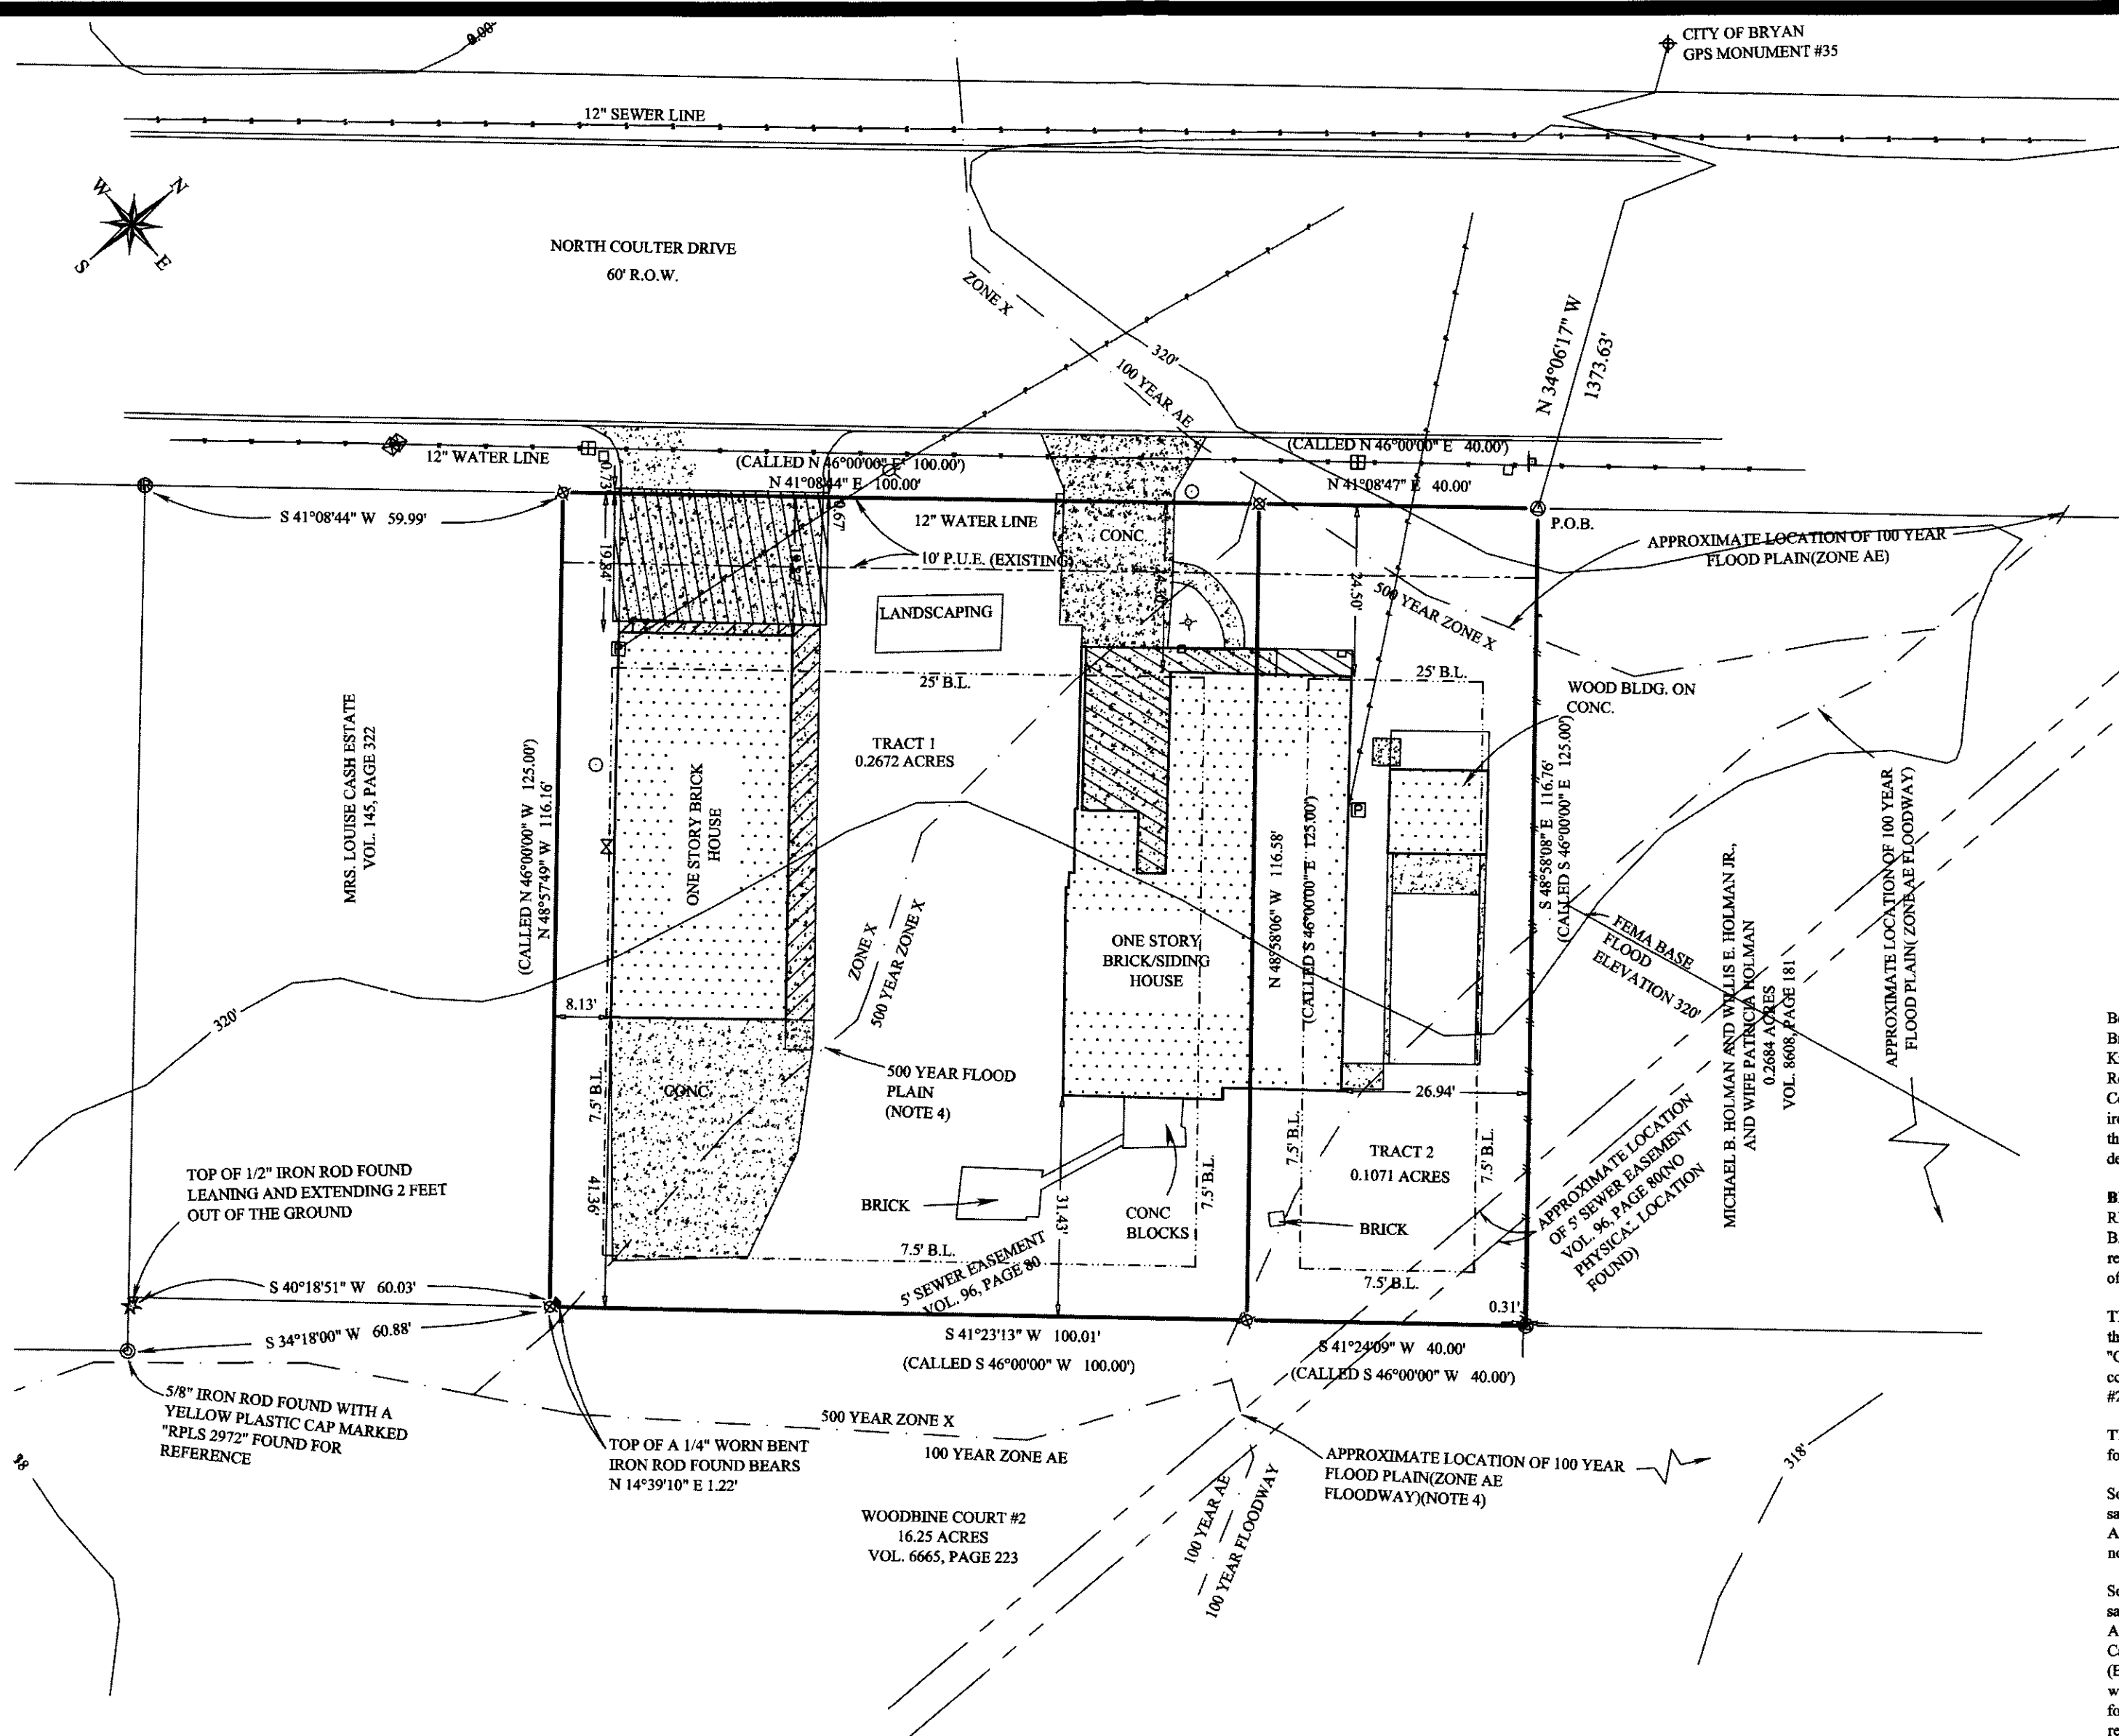 0.00
CITY OF BRYAN
GPS MONUMENT #35
12" SEWER LINE
W
N
S
E
NORTH COULTER DRIVE
60' R.O.W.
ZONE X
100 YEAR AE
320'
N 34°06'17" W
1373.63'
12" WATER LINE
(CALLED N 46°00'00" E 100.00')
N 41°08'44" E 100.00'
(CALLED N 46°00'00" E 40.00')
N 41°08'47" E 40.00'
P.O.B.
S 41°08'44" W 59.99'
0.73'
19.84'
12" WATER LINE
10' P.U.E. (EXISTING)
CONC.
24.50'
APPROXIMATE LOCATION OF 100 YEAR
FLOOD PLAIN(ZONE AE)
500 YEAR ZONE X
LANDSCAPING
25' B.L.
25' B.L.
WOOD BLDG. ON
CONC.
MRS. LOUISE CASH ESTATE
VOL. 145, PAGE 322
(CALLED N 46°00'00" W 125.00')
N 48°57'49" W 116.16'
ONE STORY BRICK
HOUSE
TRACT 1
0.2672 ACRES
P
ZONE X
500 YEAR ZONE X
ONE STORY
BRICK/SIDING
HOUSE
N 48°58'06" W 116.58'
(CALLED S 46°00'00" E 125.00')
S 48°58'08" E 116.76'
(CALLED S 46°00'00" E 125.00')
FEMA BASE
FLOOD
ELEVATION 320'
MICHAEL B. HOLMAN AND WILLIS E. HOLMAN JR.,
AND WIFE PATRICIA HOLMAN
0.2684 ACRES
VOL. 8608, PAGE 181
APPROXIMATE LOCATION OF 100 YEAR
FLOOD PLAIN( ZONE AE FLOODWAY)
320'
8.13'
7.5' B.L.
41.36'
CONC.
500 YEAR FLOOD
PLAIN
(NOTE 4)
26.94'
TRACT 2
0.1071 ACRES
7.5' B.L.
7.5' B.L.
7.5' B.L.
APPROXIMATE LOCATION
OF 5' SEWER EASEMENT
VOL. 96, PAGE 80(NO
PHYSICAL LOCATION
FOUND)
TOP OF 1/2" IRON ROD FOUND
LEANING AND EXTENDING 2 FEET
OUT OF THE GROUND
BRICK
31.43'
CONC
BLOCKS
BRICK
7.5' B.L.
5' SEWER EASEMENT
VOL. 96, PAGE 80
7.5' B.L.
0.31'
S 40°18'51" W 60.03'
S 34°18'00" W 60.88'
S 41°23'13" W 100.01'
(CALLED S 46°00'00" W 100.00')
S 41°24'09" W 40.00'
(CALLED S 46°00'00" W 40.00')
5/8" IRON ROD FOUND WITH A
YELLOW PLASTIC CAP MARKED
"RPLS 2972" FOUND FOR
REFERENCE
TOP OF A 1/4" WORN BENT
IRON ROD FOUND BEARS
N 14°39'10" E 1.22'
500 YEAR ZONE X
100 YEAR ZONE AE
APPROXIMATE LOCATION OF 100 YEAR
FLOOD PLAIN(ZONE AE
FLOODWAY)(NOTE 4)
318'
100 YEAR AE
100 YEAR FLOODWAY
WOODBINE COURT #2
16.25 ACRES
VOL. 6665, PAGE 223